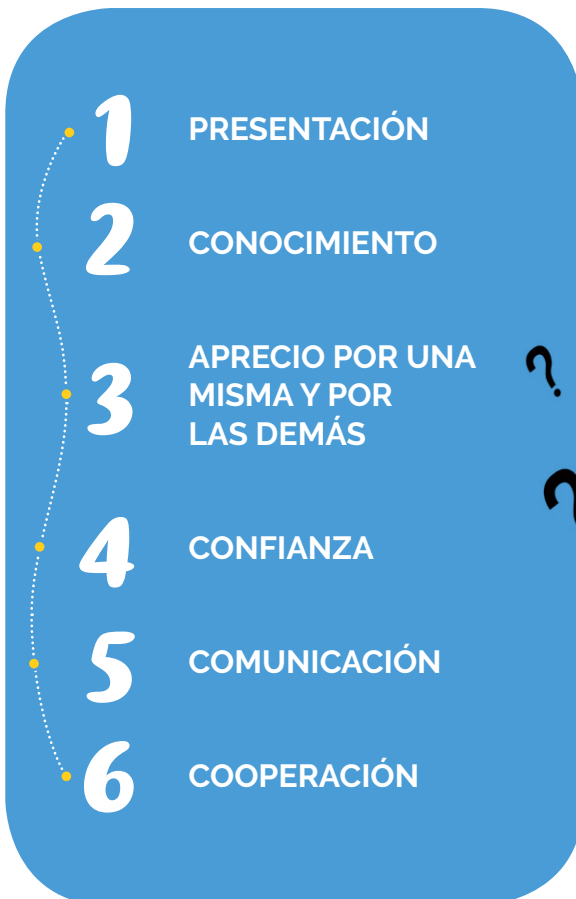 1 PRESENTACIÓN
2 CONOCIMIENTO
3 APRECIO POR UNA
MISMA Y POR
LAS DEMÁS
4 CONFIANZA
5 COMUNICACIÓN
6 COOPERACIÓN
?
?